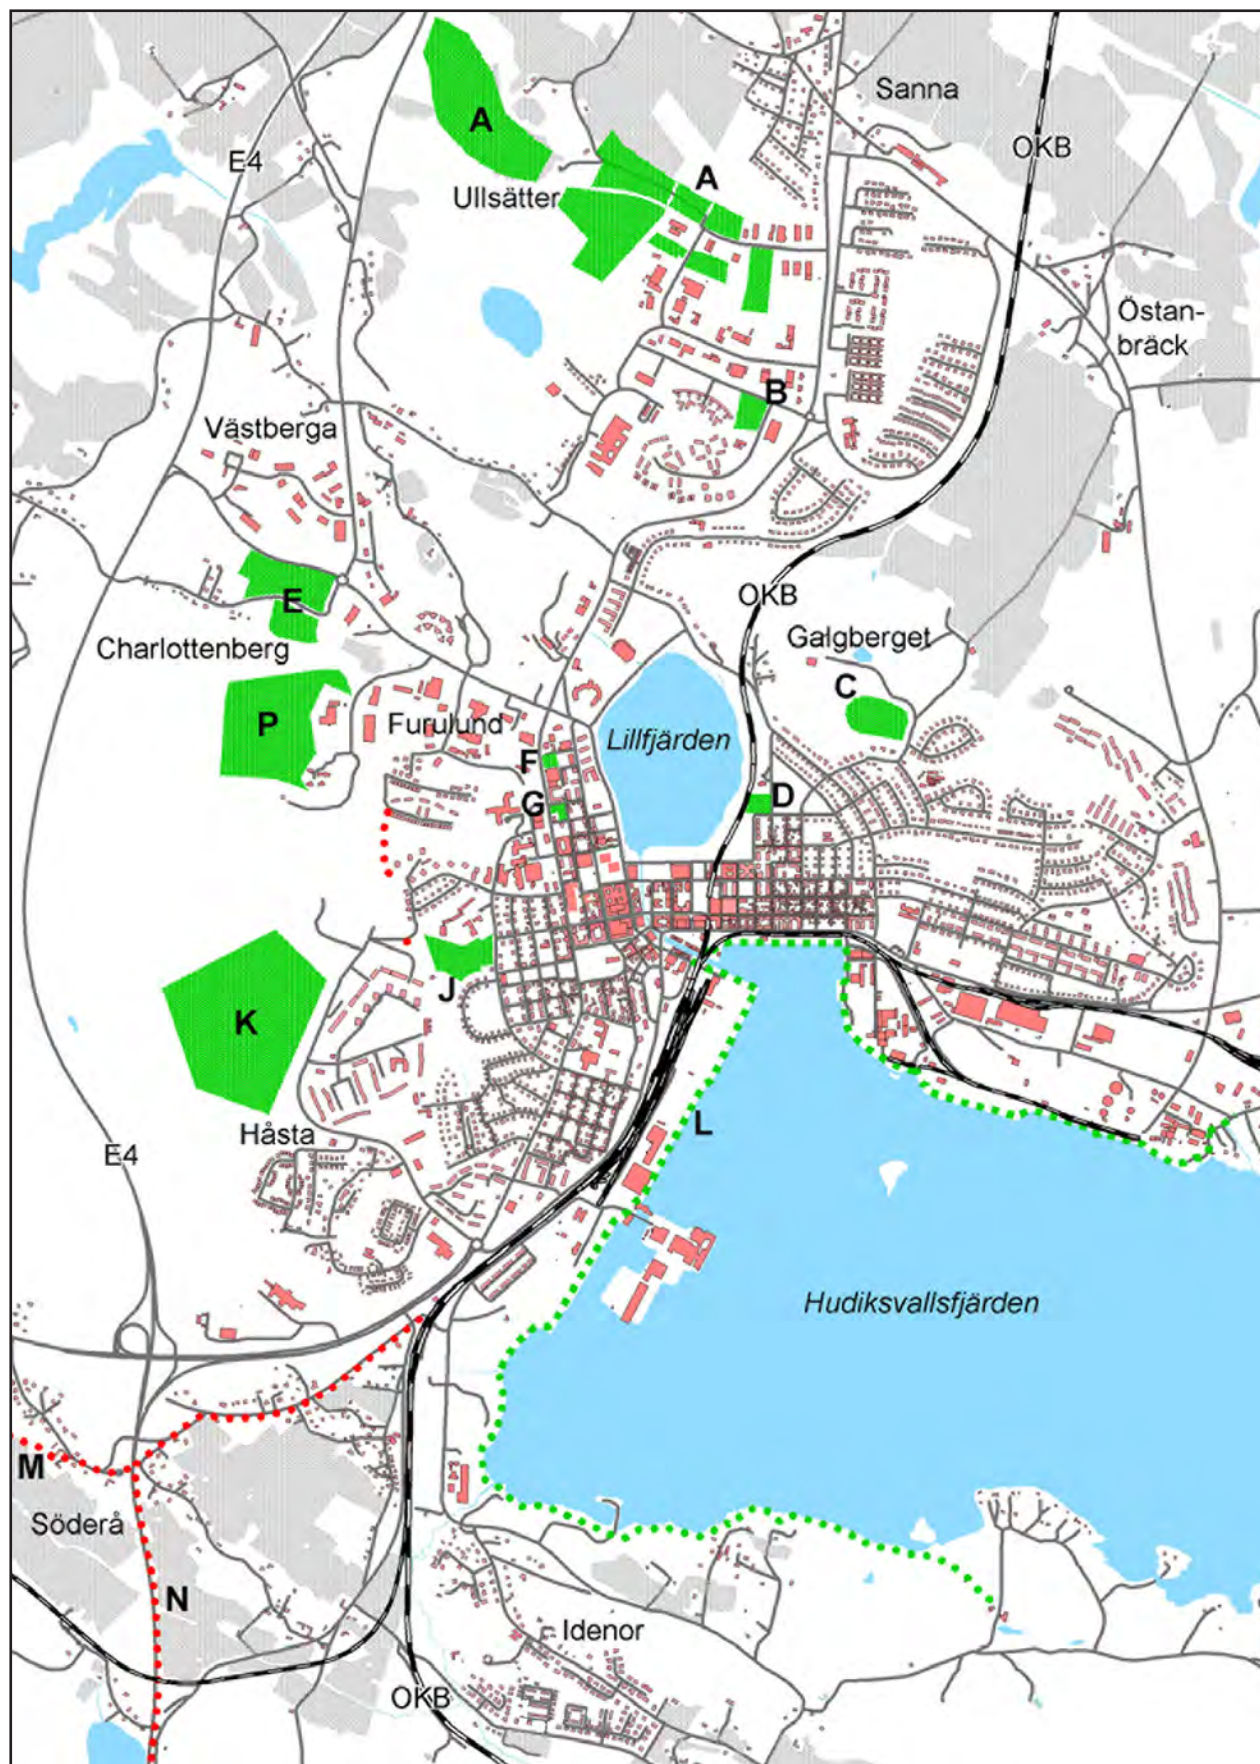 Sanna
A
OKB
E4
A
Ullsätter
Östan-
bräck
B
Västberga
E
OKB
Galgberget
Charlottenberg
C
P
Furulund
Lillfjärden
F
D
G
J
K
L
Håsta
E4
Hudiksvallsfjärden
M
Söderå
N
Idenor
OKB